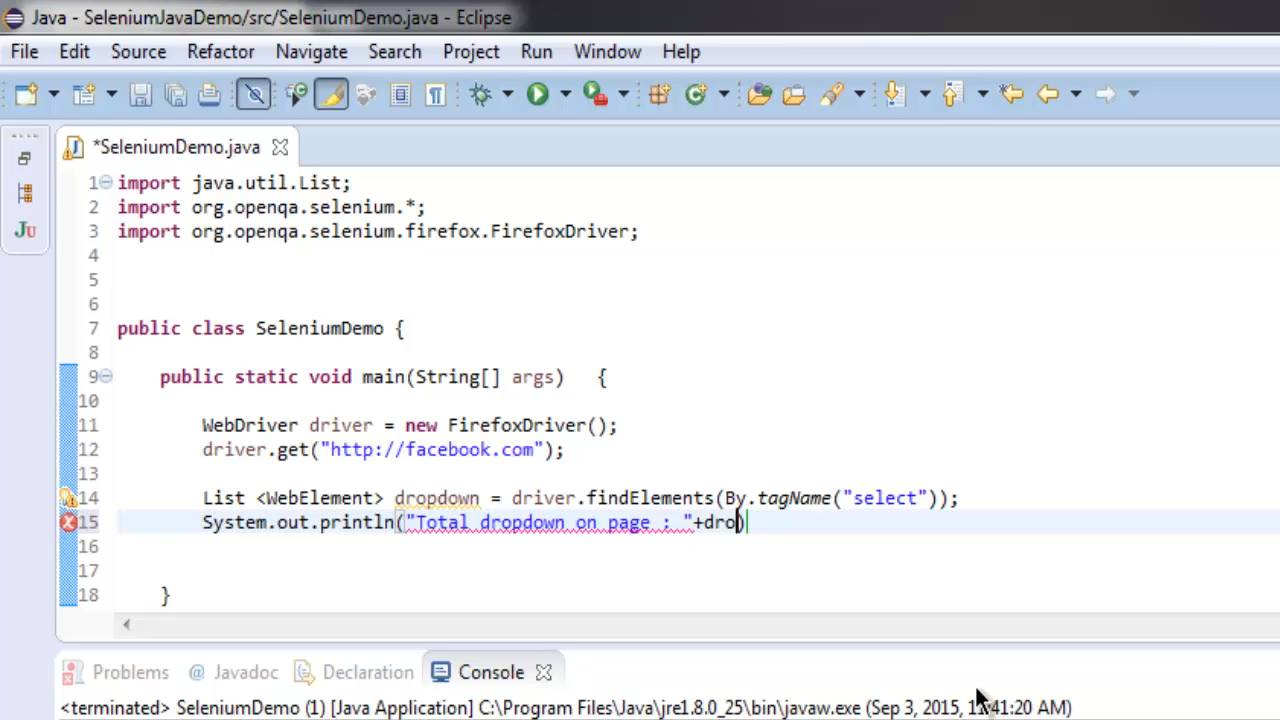 Java - SeleniumJavaDemo/src/SeleniumDemo.java - Eclipse
File Edit Source Refactor Navigate Search Project Run Window Help
*SeleniumDemo.java
1 import java.util.List;
2 import org.openqa.selenium.*;
3 import org.openqa.selenium.firefox.FirefoxDriver;
4
5
6
7 public class SeleniumDemo {
8
9 public static void main(String[] args) {
10
11 WebDriver driver = new FirefoxDriver();
12 driver.get("http://facebook.com");
13
14 List <WebElement> dropdown = driver.findElements(By.tagName("select"));
15 System.out.println("Total dropdown on page : "+dro)
16
17
18 }
Ju
Problems @ Javadoc Declaration Console
<terminated> SeleniumDemo (1) [Java Application] C:\Program Files\Java\jre1.8.0_25\bin\javaw.exe (Sep 3, 2015, 41:20 AM)